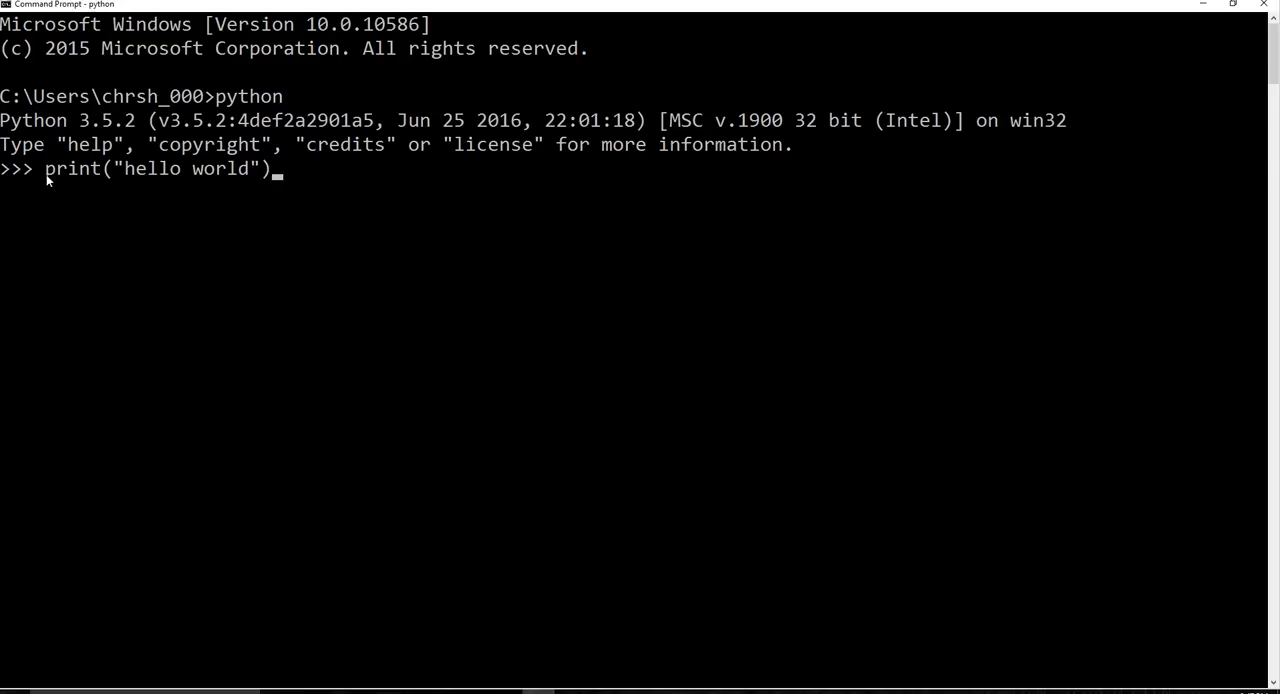 Command Prompt - python
Microsoft Windows [Version 10.0.10586]
(c) 2015 Microsoft Corporation. All rights reserved.
C:\Users\chrsh_000>python
Python 3.5.2 (v3.5.2:4def2a2901a5, Jun 25 2016, 22:01:18) [MSC v.1900 32 bit (Intel)] on win32
Type "help", "copyright", "credits" or "license" for more information.
>>> print("hello world")